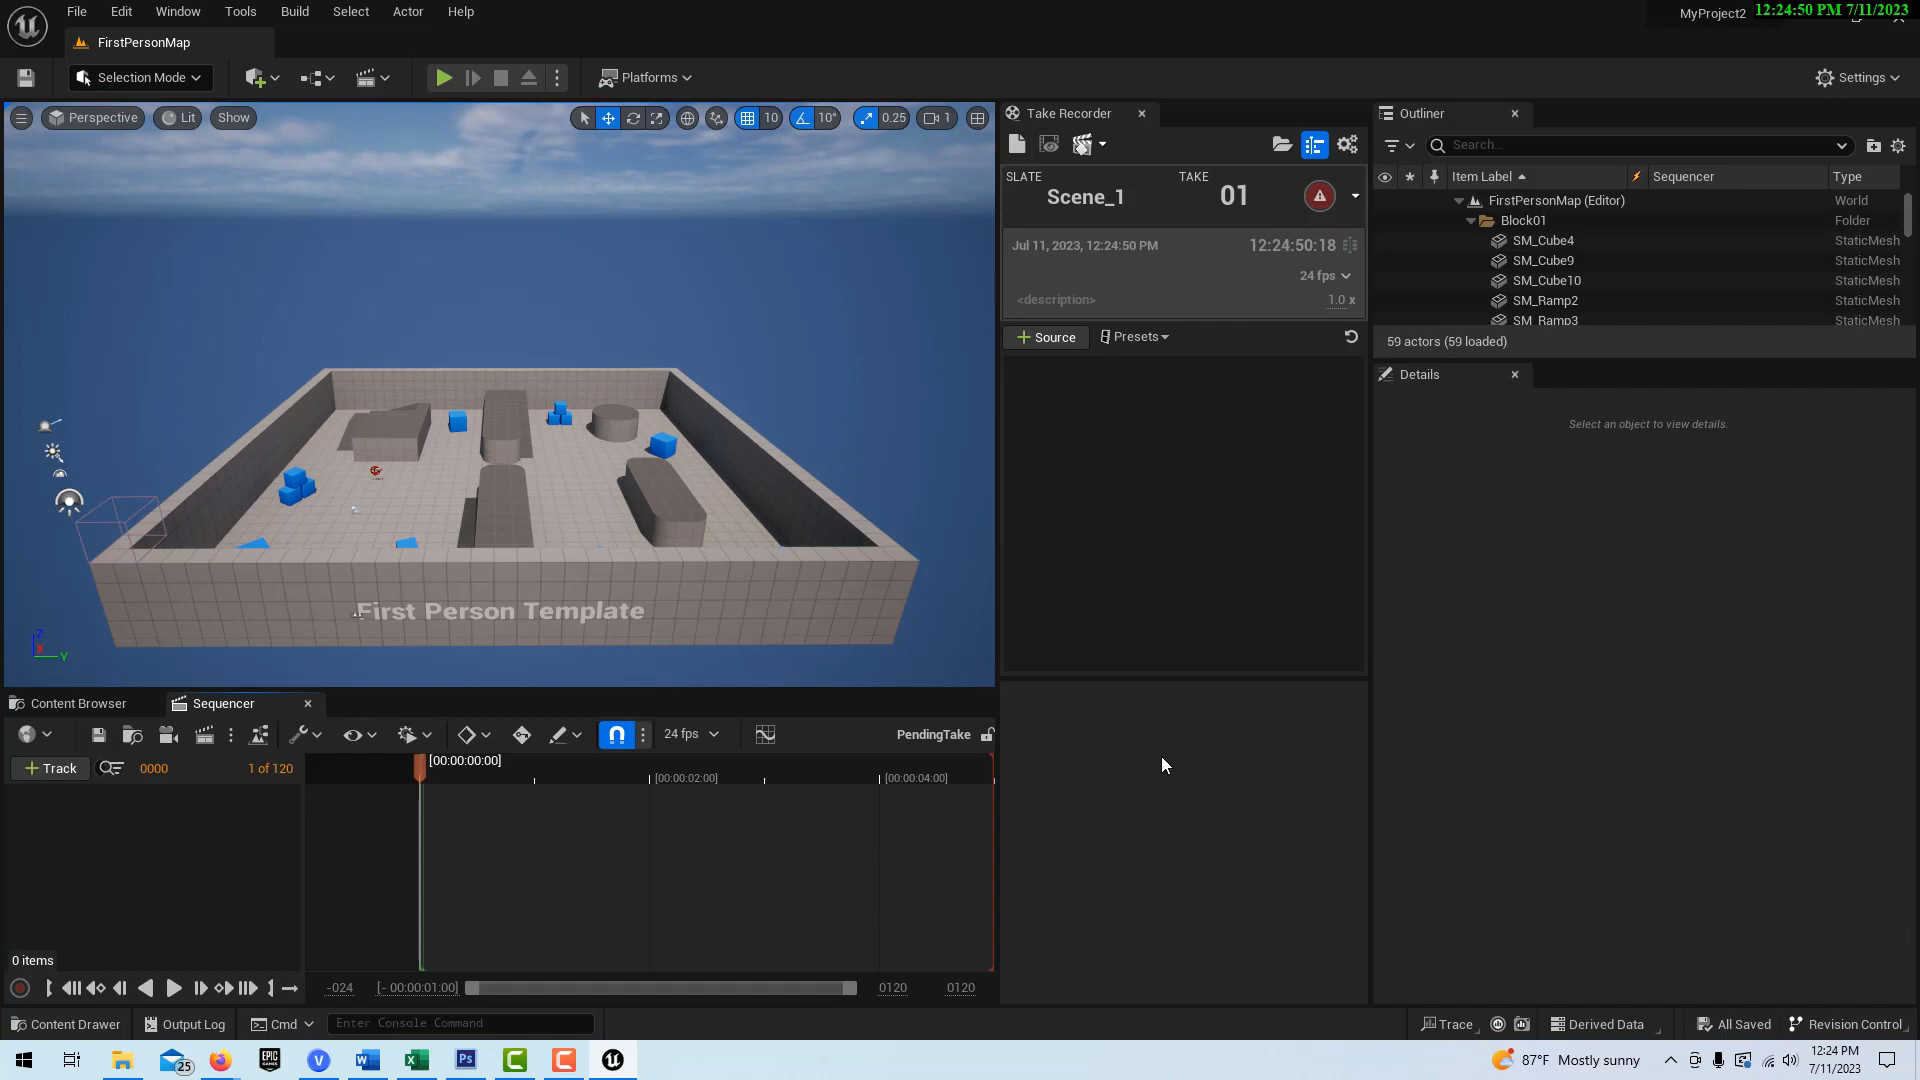 File Edit Window Tools Build Select Actor Help
MyProject2
12:24:50 PM 7/11/2023
FirstPersonMap
Selection Mode
Platforms
Settings
Perspective
Lit
Show
10
10°
0.25
1
First Person Template
Z
Y
Take Recorder
SLATE
Scene_1
TAKE
01
Jul 11, 2023, 12:24:50 PM
12:24:50:18
24 fps
<description>
1.0 x
+ Source
Presets
Outliner
Search...
Item Label
Sequencer
Type
FirstPersonMap (Editor)
World
Block01
Folder
SM_Cube4
StaticMesh
SM_Cube9
StaticMesh
SM_Cube10
StaticMesh
SM_Ramp2
StaticMesh
SM_Ramp3
StaticMesh
59 actors (59 loaded)
Details
Select an object to view details.
Content Browser
Sequencer
24 fps
PendingTake
+ Track
0000
1 of 120
[00:00:00:00]
[00:00:02:00]
[00:00:04:00]
0 items
-024
[- 00:00:01:00]
0120
0120
Content Drawer
Output Log
Cmd
Enter Console Command
Trace
Derived Data
All Saved
Revision Control
25
EPIC GAMES
V
W
X
Ps
C
C
87°F Mostly sunny
12:24 PM
7/11/2023